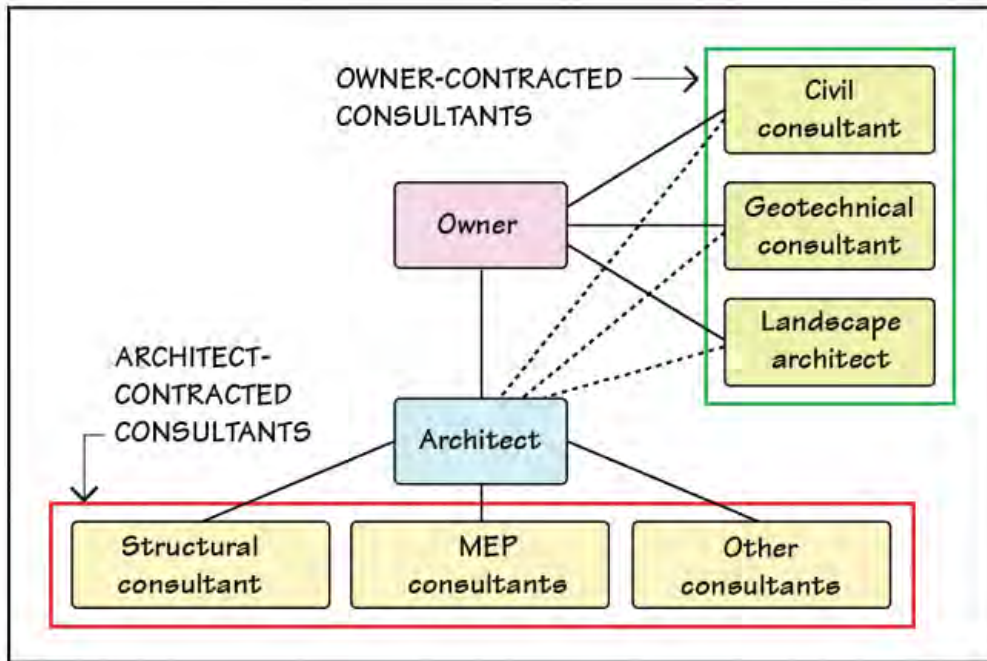 OWNER-CONTRACTED
CONSULTANTS
Civil
consultant
Owner
Geotechnical
consultant
Landscape
architect
ARCHITECT-
CONTRACTED
CONSULTANTS
Architect
Structural
consultant
MEP
consultants
Other
consultants